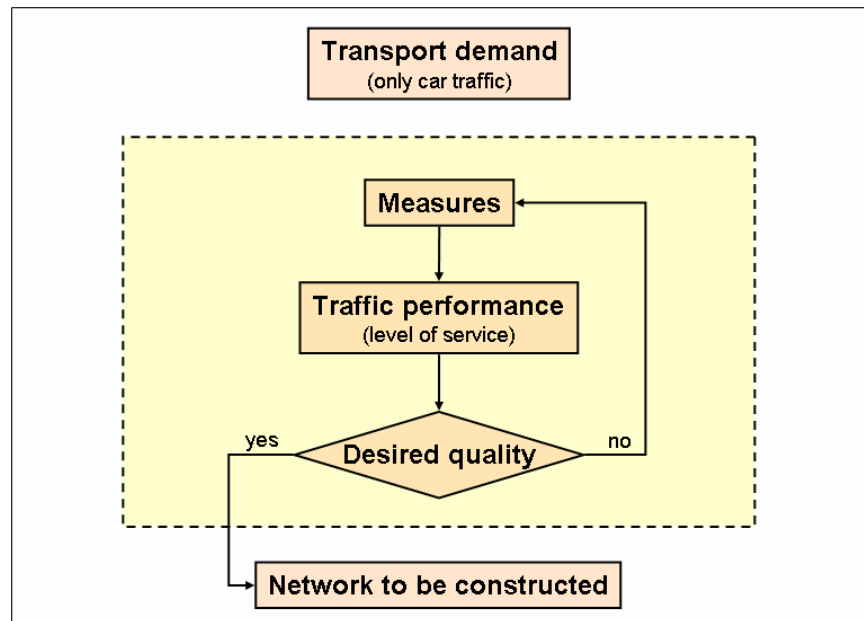 Transport demand
(only car traffic)
Measures
Traffic performance
(level of service)
yes
no
Desired quality
Network to be constructed